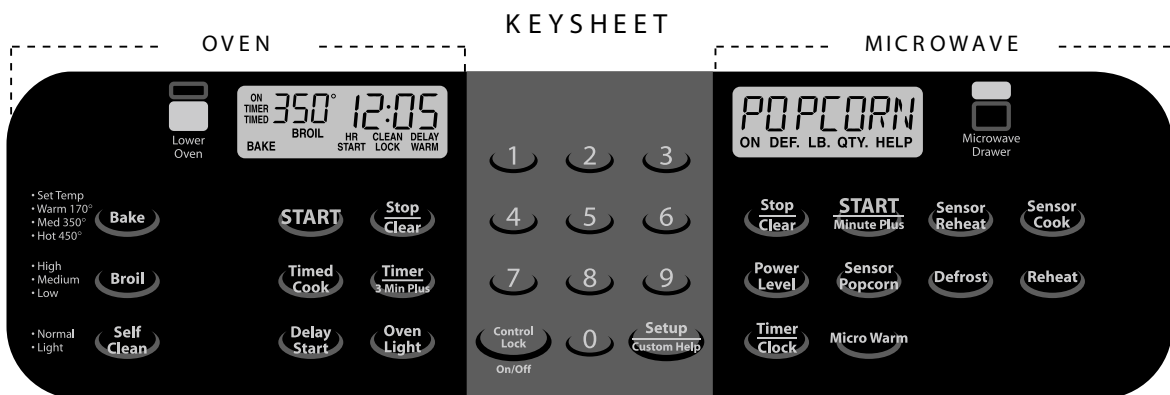 KEYSHEET
OVEN
MICROWAVE
Lower
Oven
ON
TIMER
TIMED
350° 12:05
BROIL
BAKE
HR CLEAN DELAY
START LOCK WARM
• Set Temp
• Warm 170°
• Med 350°
• Hot 450°
Bake
START
Stop
Clear
• High
• Medium
• Low
Broil
Timed
Cook
Timer
3 Min Plus
• Normal
• Light
Self
Clean
Delay
Start
Oven
Light
1 2 3
4 5 6
7 8 9
Control
Lock
On/Off
0
Setup
Custom Help
POPCORN
ON DEF. LB. QTY. HELP
Microwave
Drawer
Stop
Clear
START
Minute Plus
Sensor
Reheat
Sensor
Cook
Power
Level
Sensor
Popcorn
Defrost
Reheat
Timer
Clock
Micro Warm